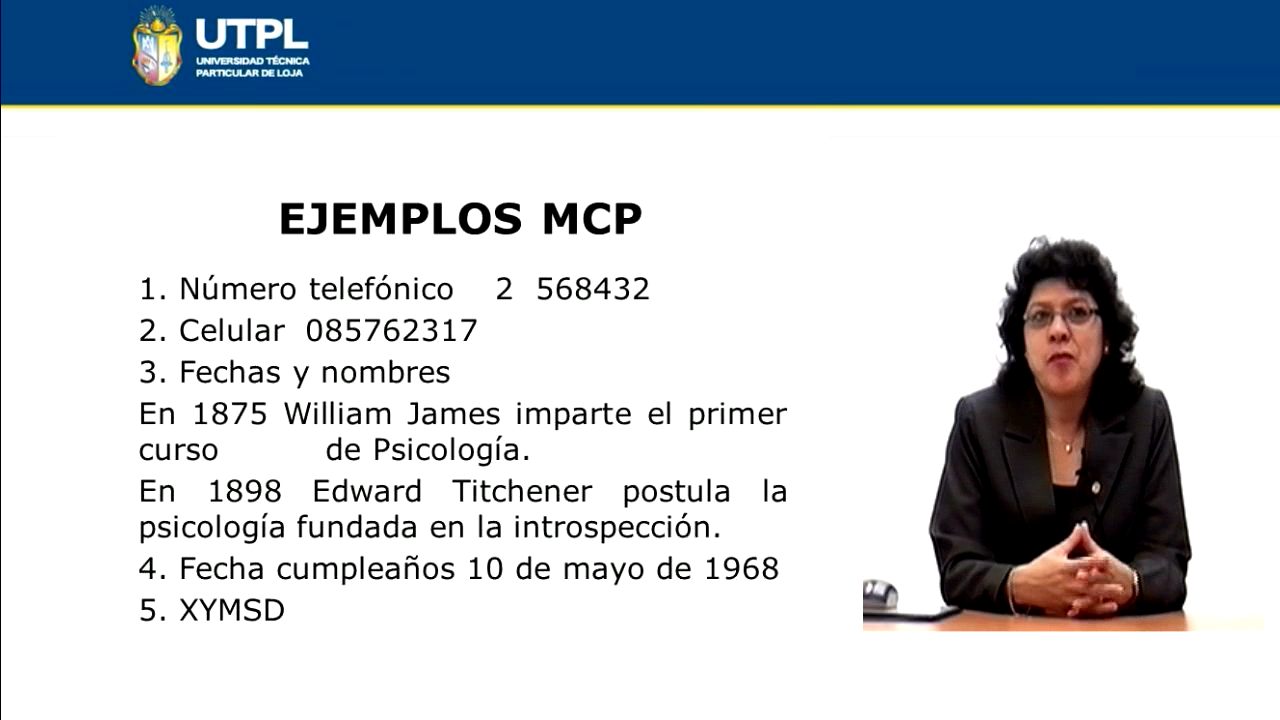 UTPL
UNIVERSIDAD TÉCNICA
PARTICULAR DE LOJA
EJEMPLOS MCP
1. Número telefónico 2 568432
2. Celular 085762317
3. Fechas y nombres
En 1875 William James imparte el primer
curso de Psicología.
En 1898 Edward Titchener postula la
psicología fundada en la introspección.
4. Fecha cumpleaños 10 de mayo de 1968
5. XYMSD